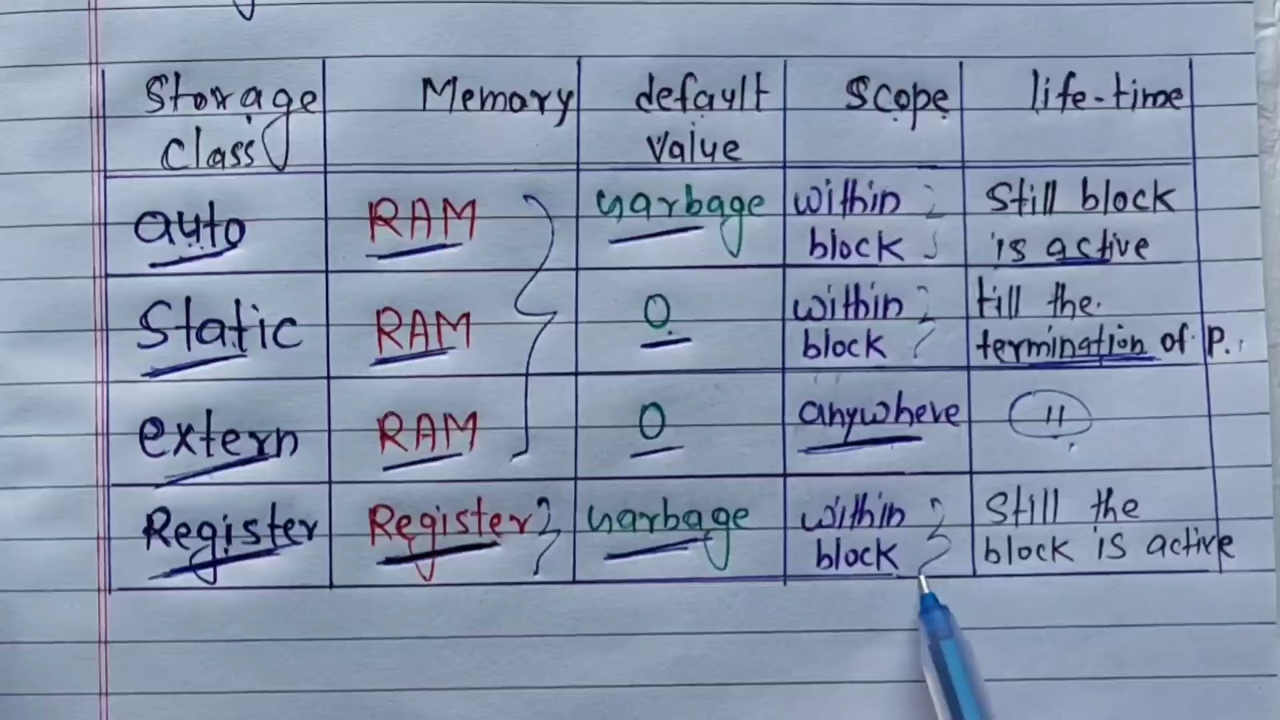 Storage Class
Memory
default Value
Scope
life-time
auto
RAM
Garbage
within block
Still block is active
Static
RAM
0
within block
till the termination of P.
extern
RAM
0
anywhere
11
Register
Register
Garbage
within block
Still the block is active